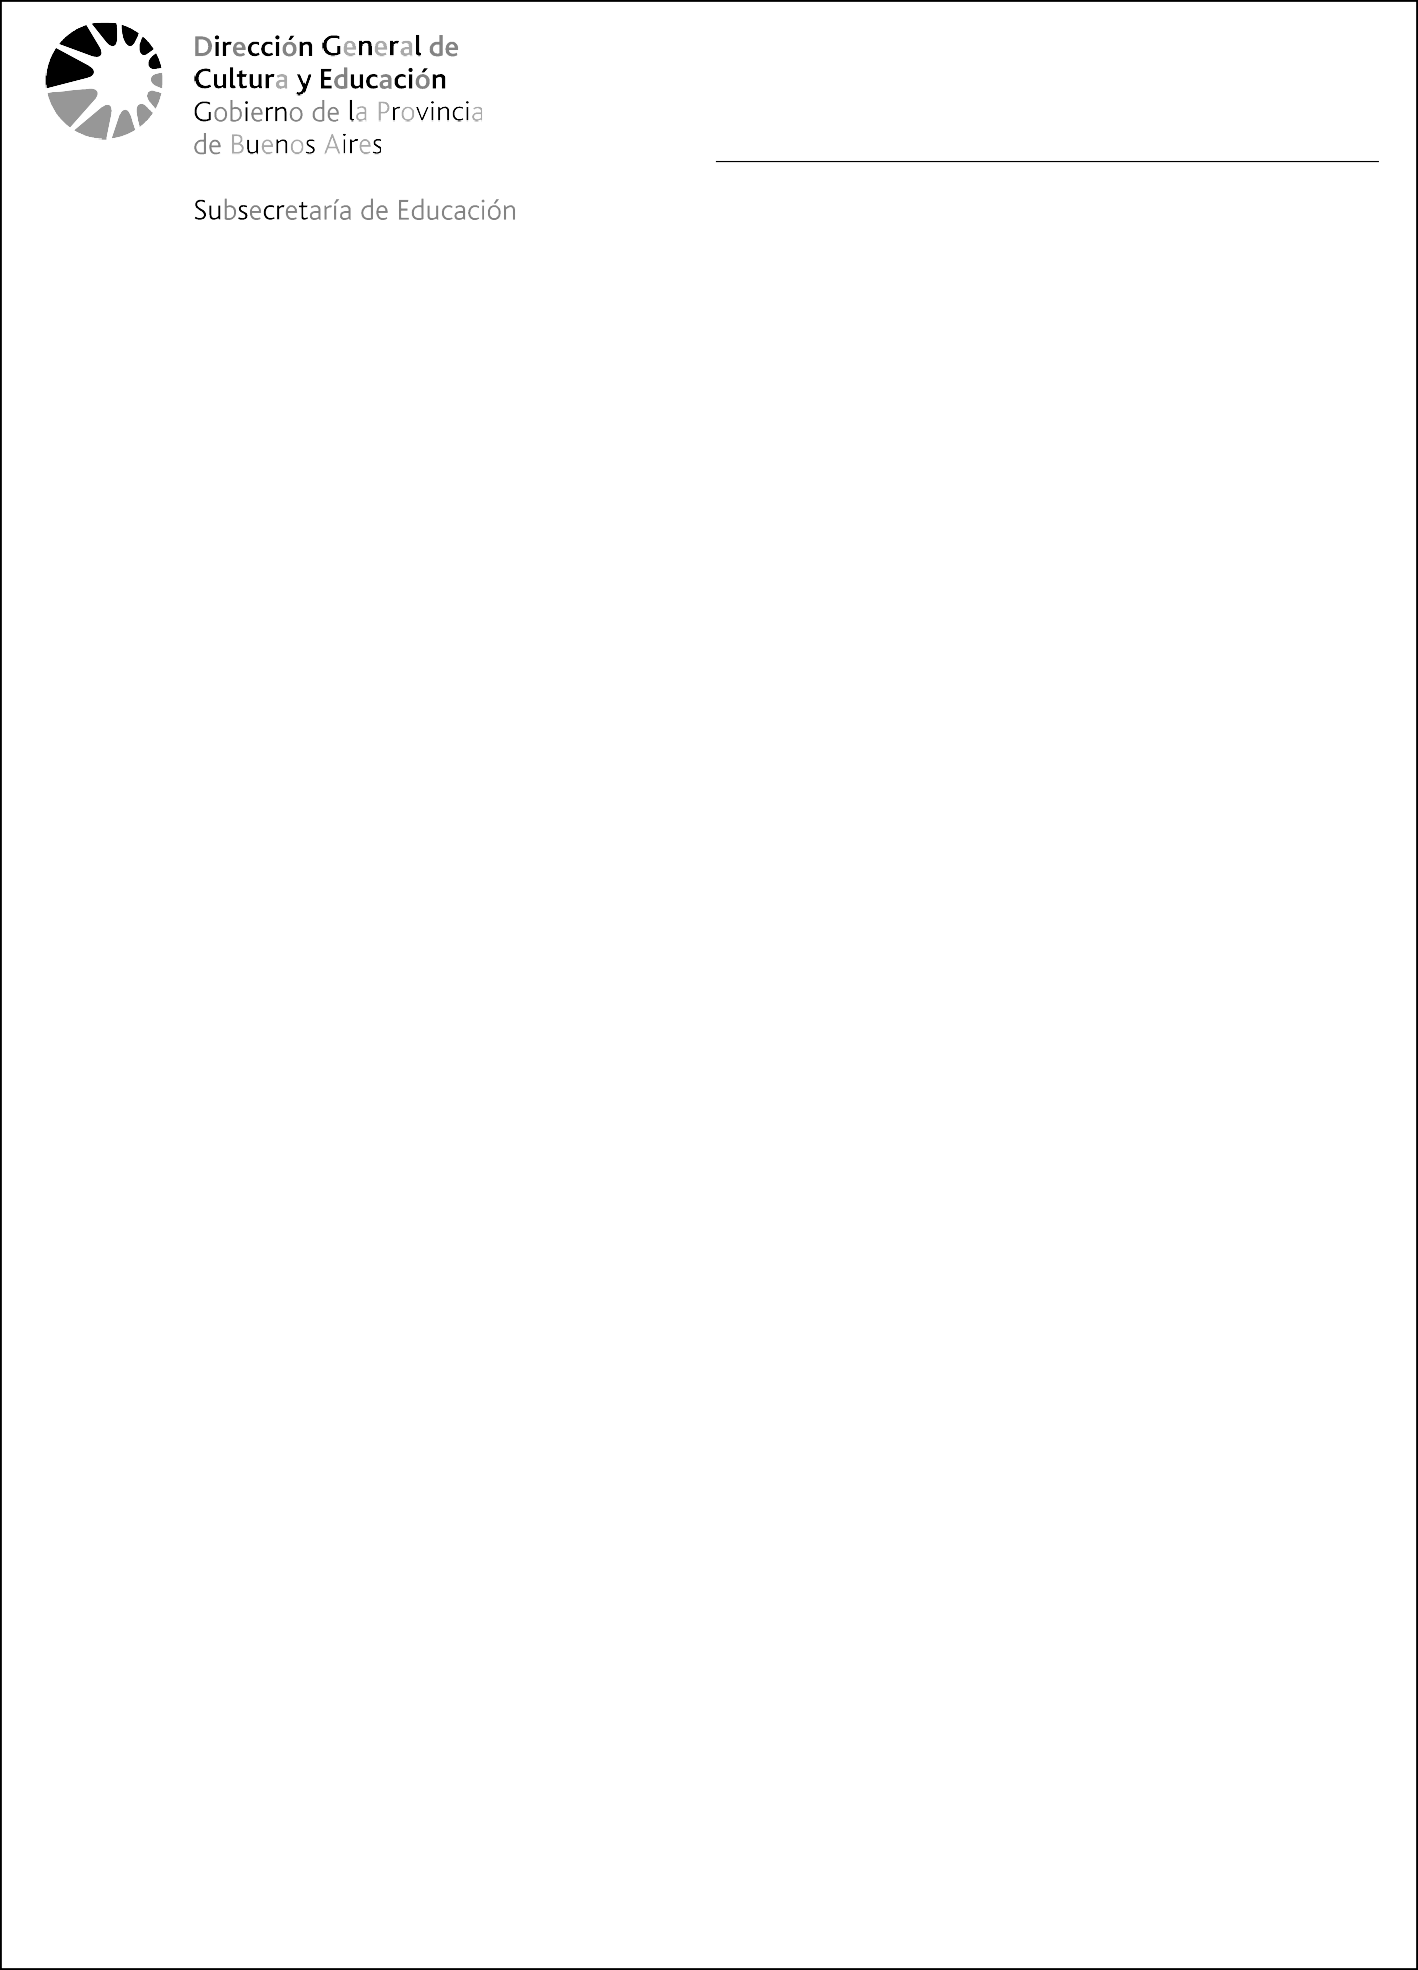 Dirección General de
Cultura y Educación
Gobierno de la Provincia
de Buenos Aires
Subsecretaría de Educación